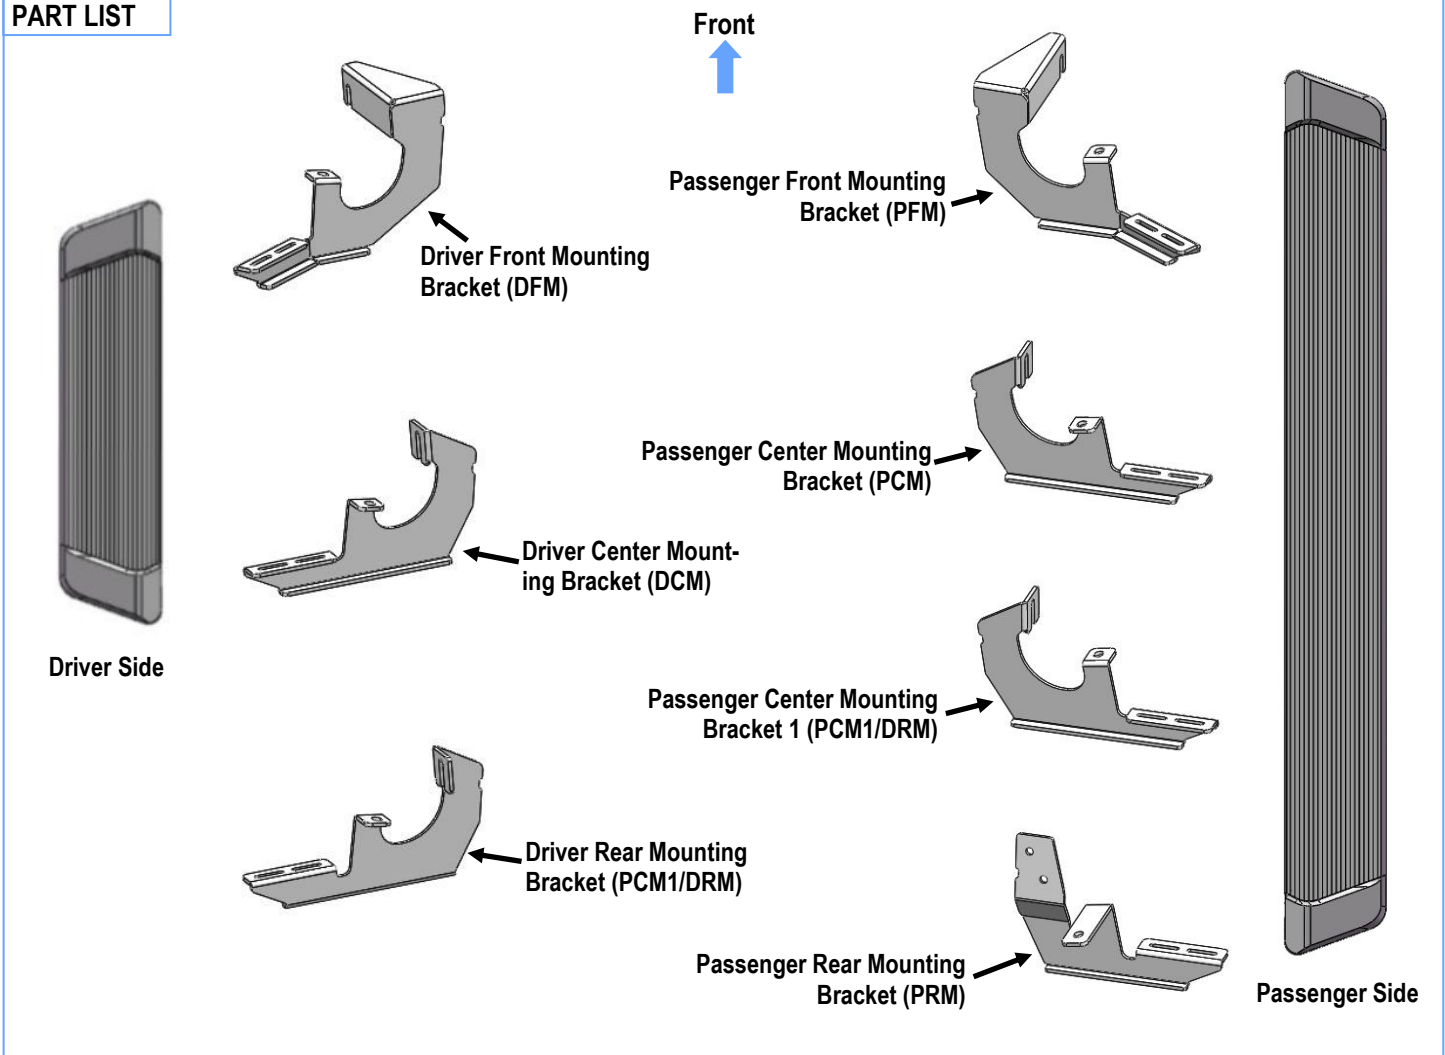 PART LIST
Front
Passenger Front Mounting
Bracket (PFM)
Driver Front Mounting
Bracket (DFM)
Passenger Center Mounting
Bracket (PCM)
Driver Center Mount-
ing Bracket (DCM)
Driver Side
Passenger Center Mounting
Bracket 1 (PCM1/DRM)
Driver Rear Mounting
Bracket (PCM1/DRM)
Passenger Rear Mounting
Bracket (PRM)
Passenger Side